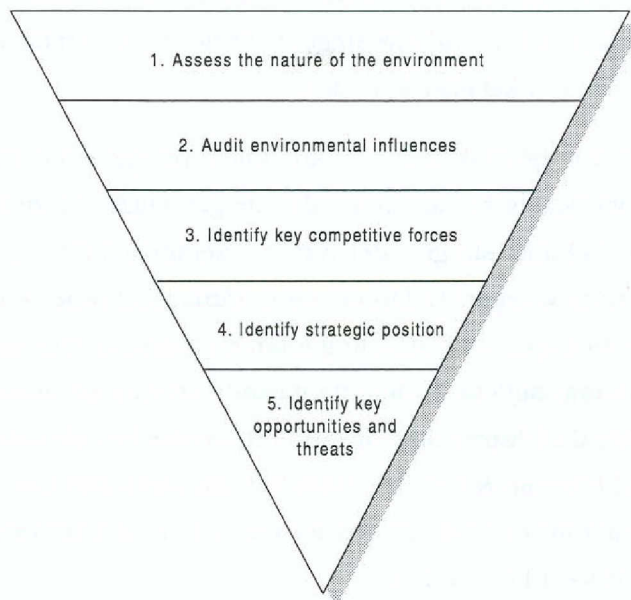 1. Assess the nature of the environment
2. Audit environmental influences
3. Identify key competitive forces
4. Identify strategic position
5. Identify key
opportunities and
threats